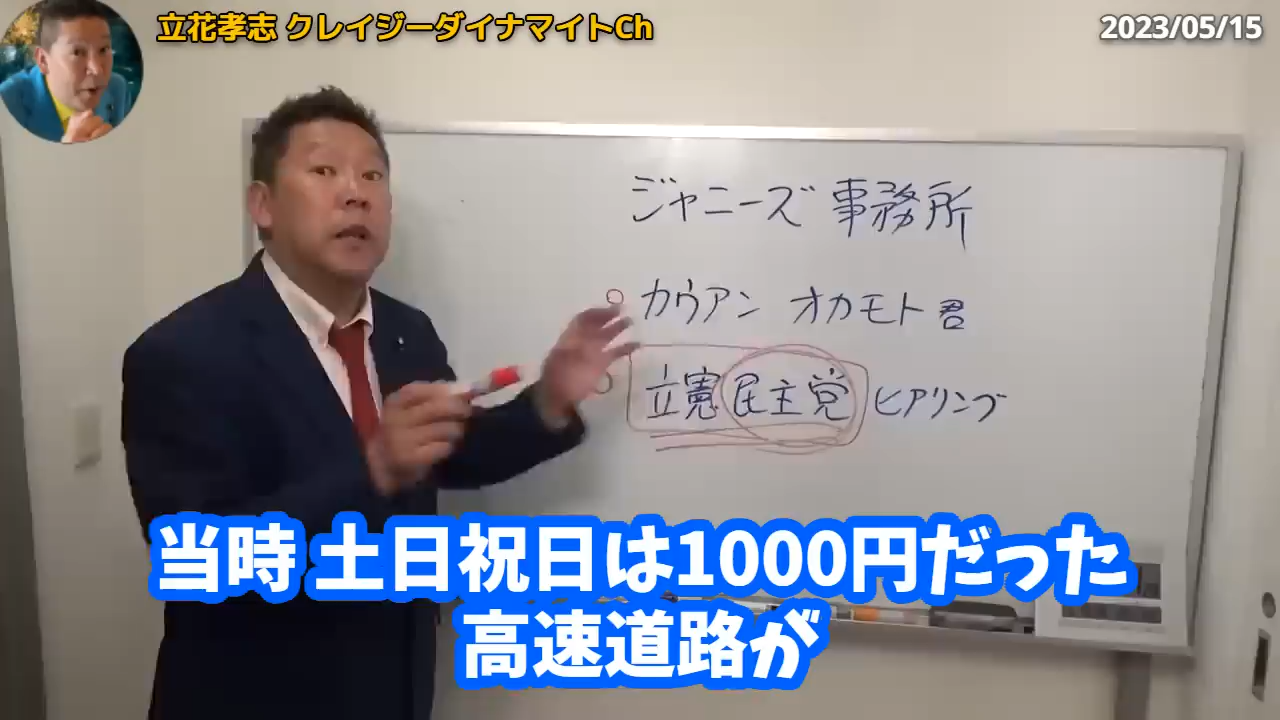 立花孝志 クレイジーダイナマイトCh
2023/05/15
ジャニーズ 事務所
カウアン オカモト君
立憲民主党 ヒアリング
当時 土日祝日は1000円だった
高速道路が